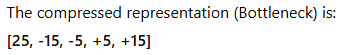 The compressed representation (Bottleneck) is:
[25, -15, -5, +5, +15]